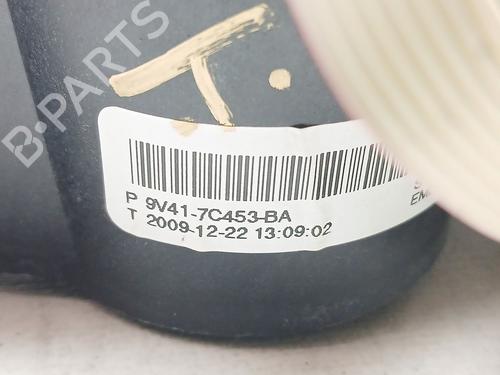 B-PARTS
T.
P 9V41-7C453-BA
T 2009-12-22 13:09:02